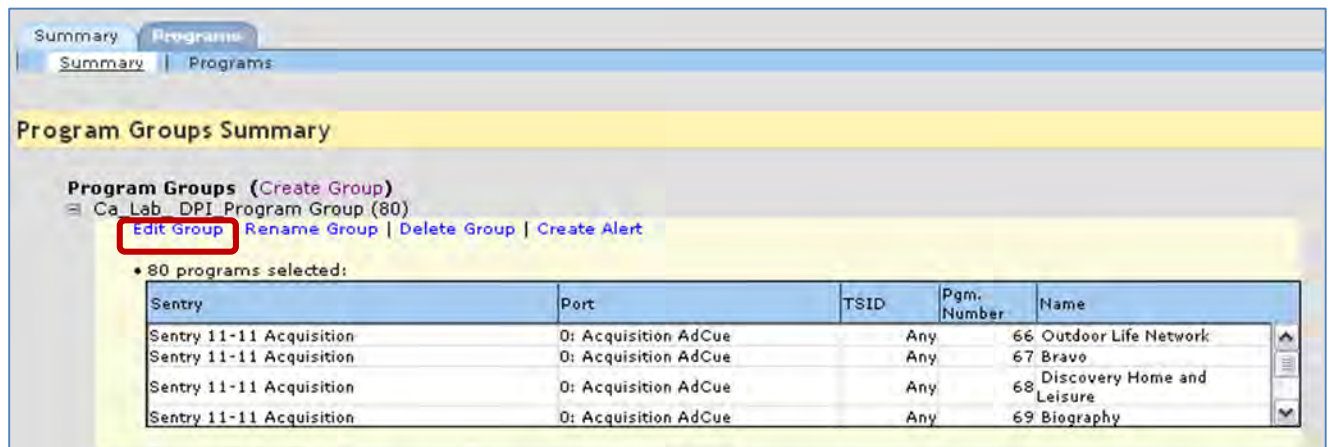 Summary Programs
Summary | Programs
Program Groups Summary
Program Groups (Create Group)
Ca_Lab_ DPI_Program Group (80)
Edit Group | Rename Group | Delete Group | Create Alert
• 80 programs selected:
Sentry Port TSID Pgm. Number Name
Sentry 11-11 Acquisition 0: Acquisition AdCue Any 66 Outdoor Life Network
Sentry 11-11 Acquisition 0: Acquisition AdCue Any 67 Bravo
Sentry 11-11 Acquisition 0: Acquisition AdCue Any 68 Discovery Home and Leisure
Sentry 11-11 Acquisition 0: Acquisition AdCue Any 69 Biography